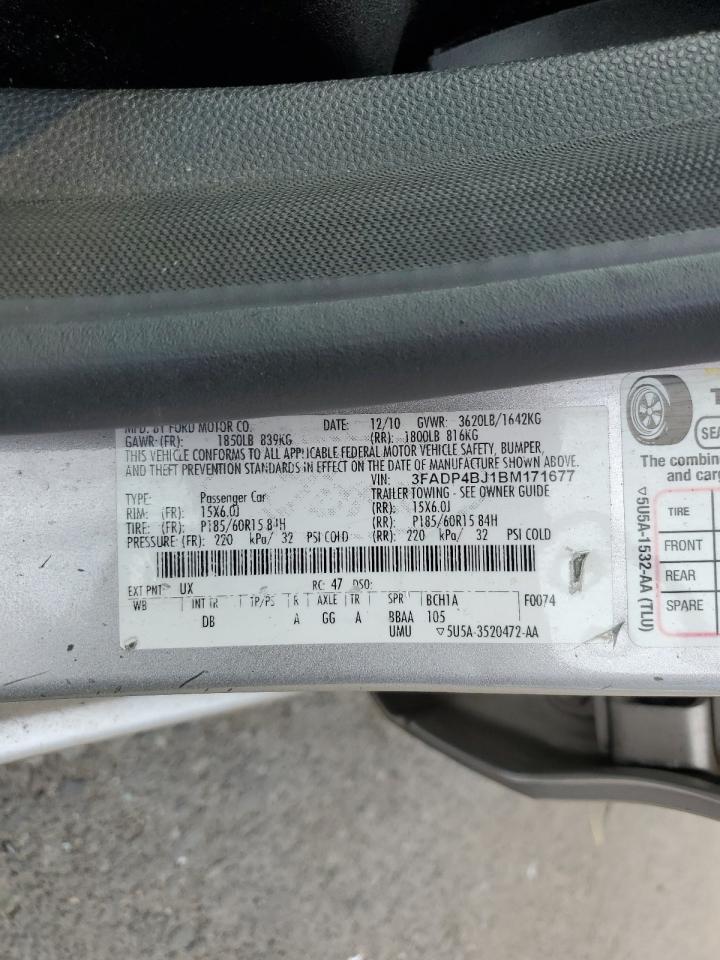 MFD. BY FORD MOTOR CO. DATE: 12/10 GVWR: 3620LB/1642KG
GAWR: (FR): 1850LB 839KG (RR): 1800LB 816KG
THIS VEHICLE CONFORMS TO ALL APPLICABLE FEDERAL MOTOR VEHICLE SAFETY, BUMPER,
AND THEFT PREVENTION STANDARDS IN EFFECT ON THE DATE OF MANUFACTURE SHOWN ABOVE.
VIN: 3FADP4BJ1BM171677
TYPE: Passenger Car TRAILER TOWING - SEE OWNER GUIDE
RIM: (FR): 15X6.0J (RR): 15X6.0J
TIRE: (FR): P185/60R15 84H (RR): P185/60R15 84H
PRESSURE (FR): 220 kPa/ 32 PSI COLD (RR): 220 kPa/ 32 PSI COLD
EXT PNT: UX RC: 47 DSO:
WB INT TR TP/PS R AXLE TR SPR BCH1A F0074
DB A GG A BBAA 105
UMU ▽5U5A-3520472-AA
▽5U5A-1532-AA (TLU)
SEA
The combin
and carg
TIRE
FRONT
REAR
SPARE